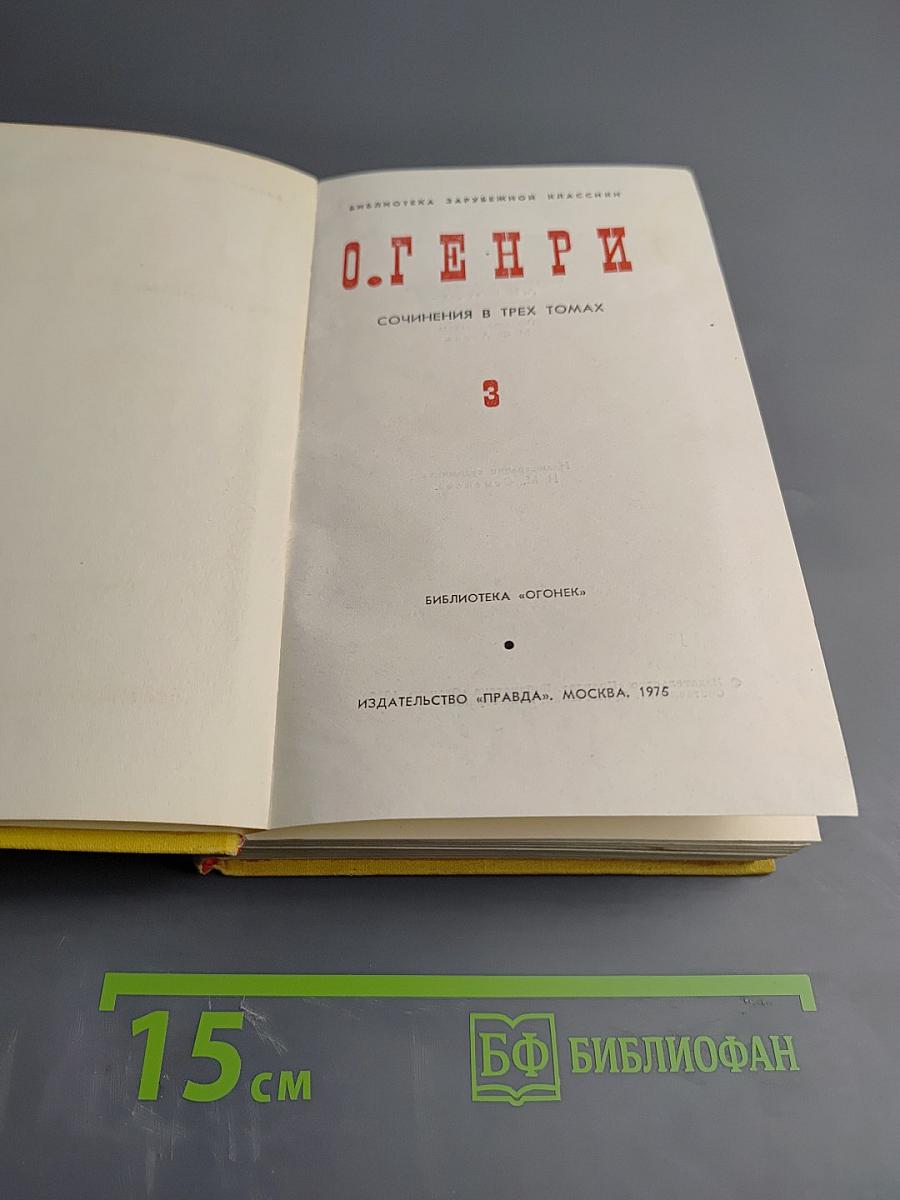 БИБЛИОТЕКА ЗАРУБЕЖНОЙ КЛАССИКИ
О. ГЕНРИ
СОЧИНЕНИЯ В ТРЕХ ТОМАХ
3
БИБЛИОТЕКА «ОГОНЕК»
ИЗДАТЕЛЬСТВО «ПРАВДА». МОСКВА. 1975
15 см
БФ БИБЛИОФАН